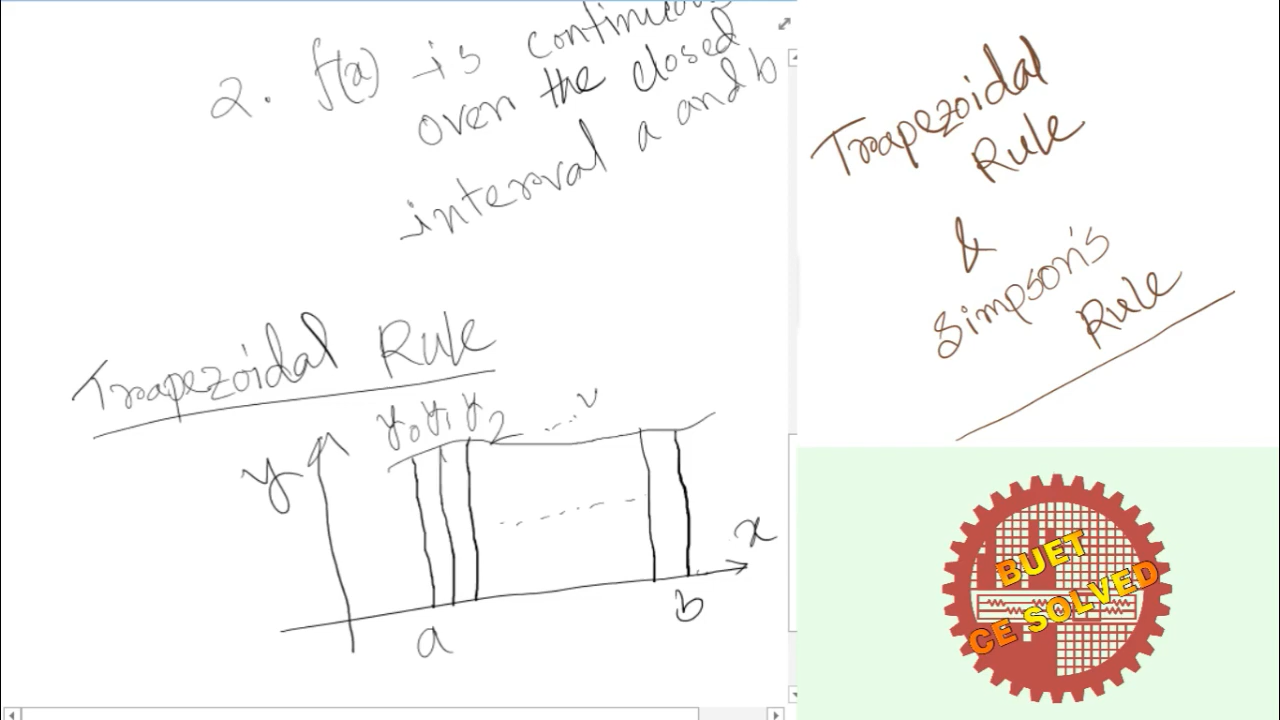 2. f(x) is continuous
over the closed
interval a and b
Trapezoidal Rule
y₀ y₁ y₂ ....
y
x
a
b
Trapezoidal
Rule
&
Simpson's
Rule
BUET
CE SOLVED